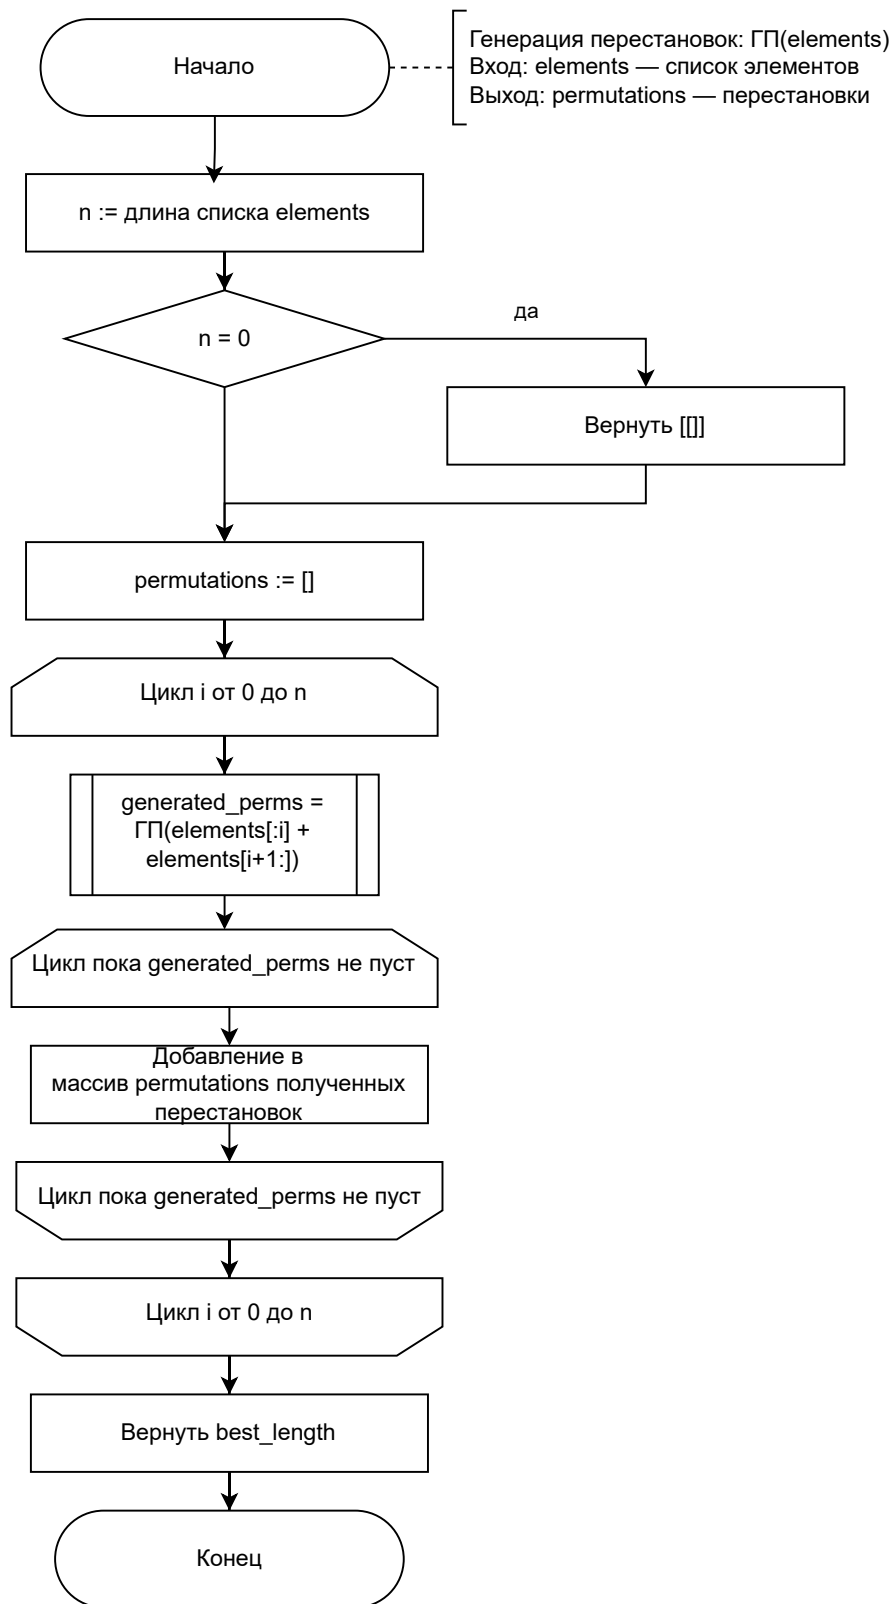 Начало
Генерация перестановок: ГП(elements)
Вход: elements — список элементов
Выход: permutations — перестановки
n := длина списка elements
n = 0
да
Вернуть [[]]
permutations := []
Цикл i от 0 до n
generated_perms =
ГП(elements[:i] +
elements[i+1:])
Цикл пока generated_perms не пуст
Добавление в
массив permutations полученных
перестановок
Цикл пока generated_perms не пуст
Цикл i от 0 до n
Вернуть best_length
Конец